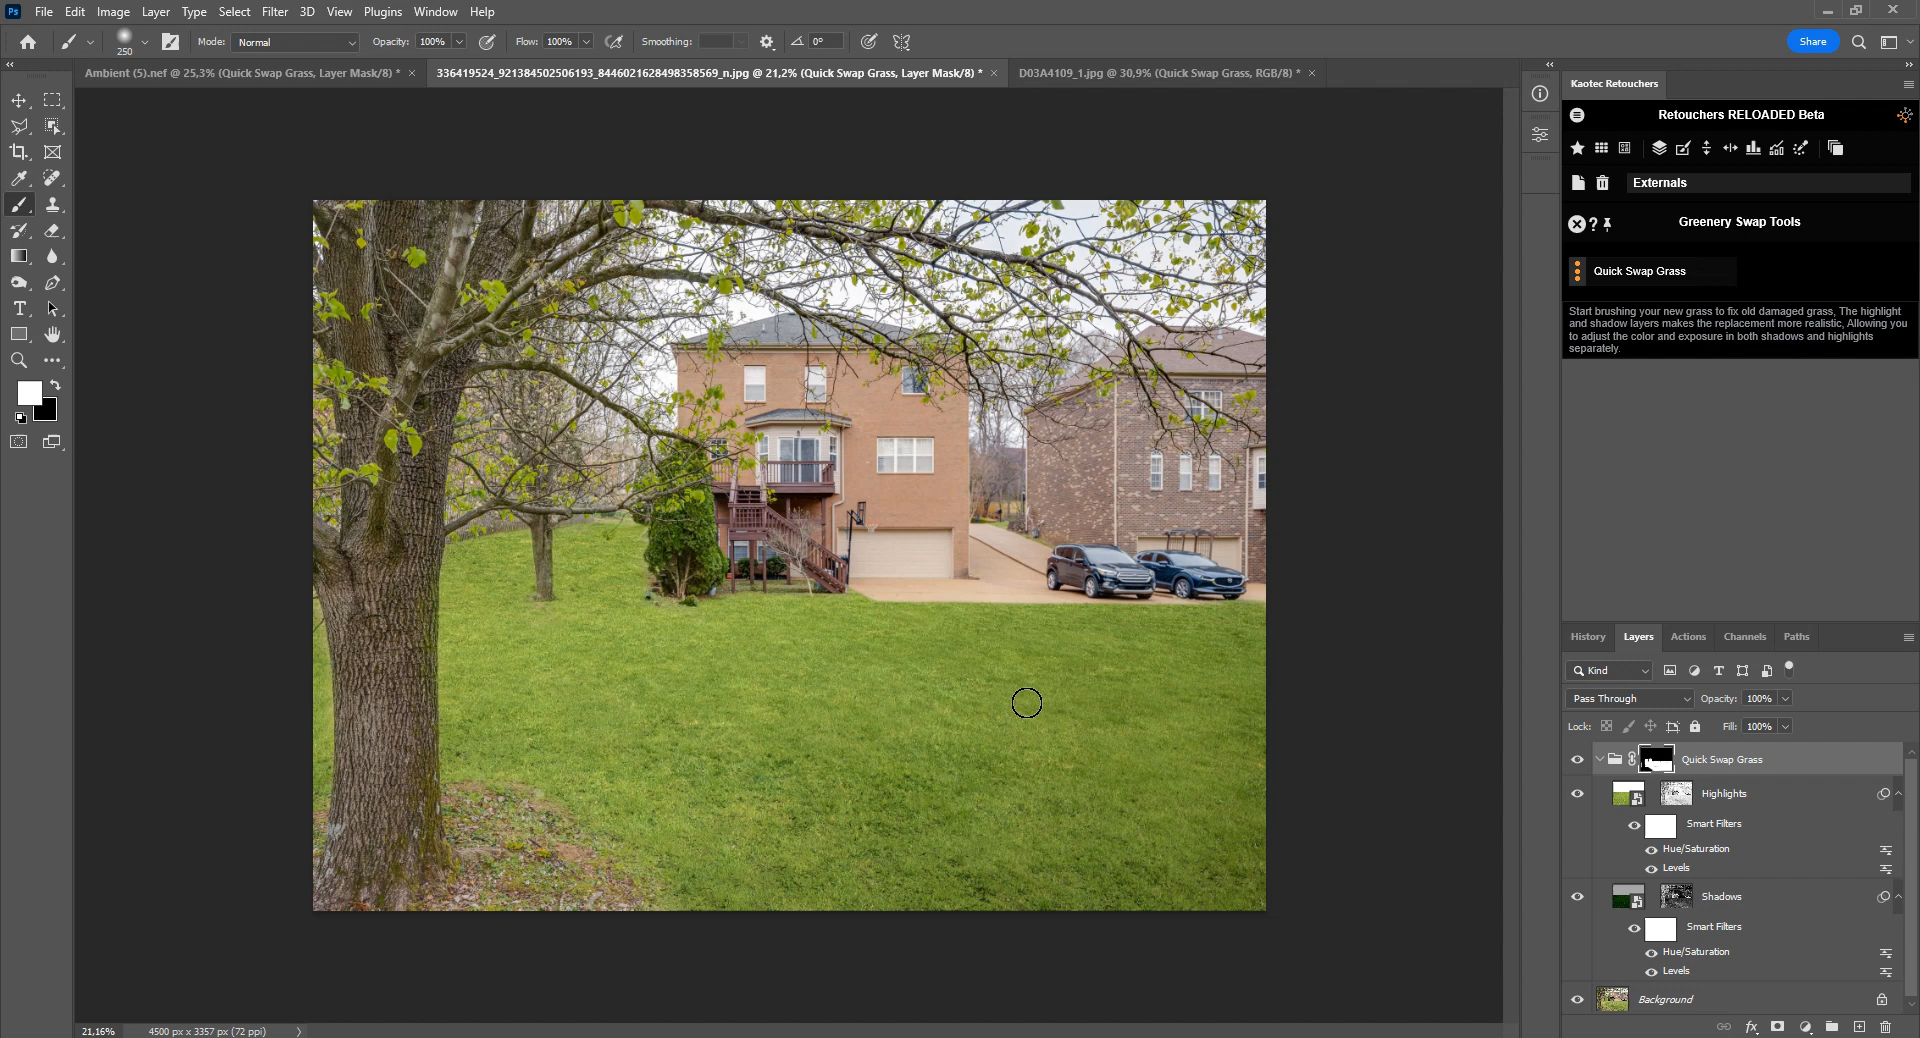 Ps File Edit Image Layer Type Select Filter 3D View Plugins Window Help
250 Mode: Normal Opacity: 100% Flow: 100% Smoothing: 0° Share
Ambient (5).nef @ 25,3% (Quick Swap Grass, Layer Mask/8) * × 336419524_921384502506193_8446021628498358569_n.jpg @ 21,2% (Quick Swap Grass, Layer Mask/8) * × D03A4109_1.jpg @ 30,9% (Quick Swap Grass, RGB/8) * ×
Kaotec Retouchers
Retouchers RELOADED Beta
Externals
? Greenery Swap Tools
Quick Swap Grass
Start brushing your new grass to fix old damaged grass, The highlight
and shadow layers makes the replacement more realistic, Allowing you
to adjust the color and exposure in both shadows and highlights
separately.
History Layers Actions Channels Paths
Kind
Pass Through Opacity: 100%
Lock: Fill: 100%
Quick Swap Grass
Highlights
Smart Filters
Hue/Saturation
Levels
Shadows
Smart Filters
Hue/Saturation
Levels
Background
21,16% 4500 px x 3357 px (72 ppi)
fx